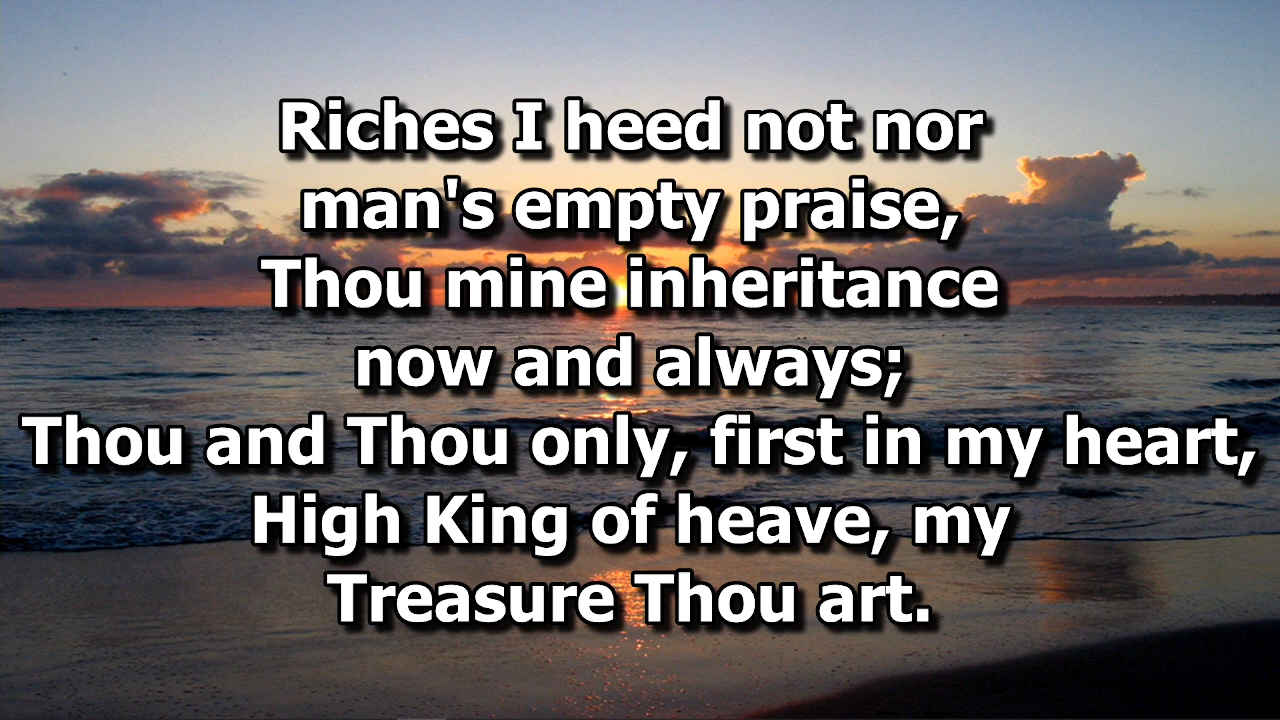 Riches I heed not nor
man's empty praise,
Thou mine inheritance
now and always;
Thou and Thou only, first in my heart,
High King of heave, my
Treasure Thou art.